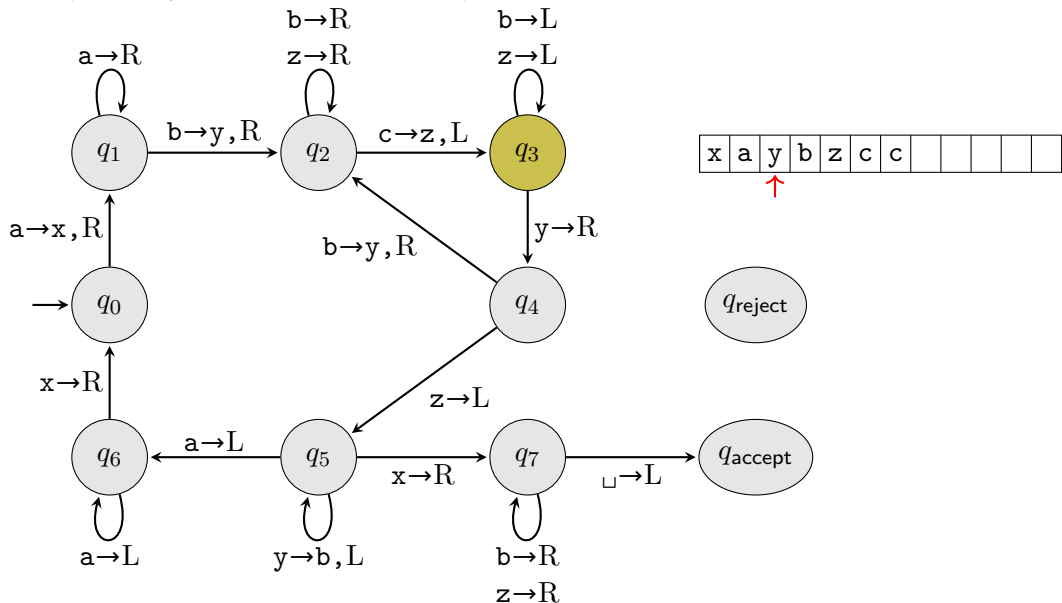 b→R
b→L
a→R
z→R
z→L
q1
b→y,R
q2
c→z,L
q3
x a y b z c c
a→x,R
b→y,R
y→R
q0
q4
qreject
x→R
z→L
q6
a→L
q5
x→R
q7
␣→L
qaccept
a→L
y→b,L
b→R
z→R